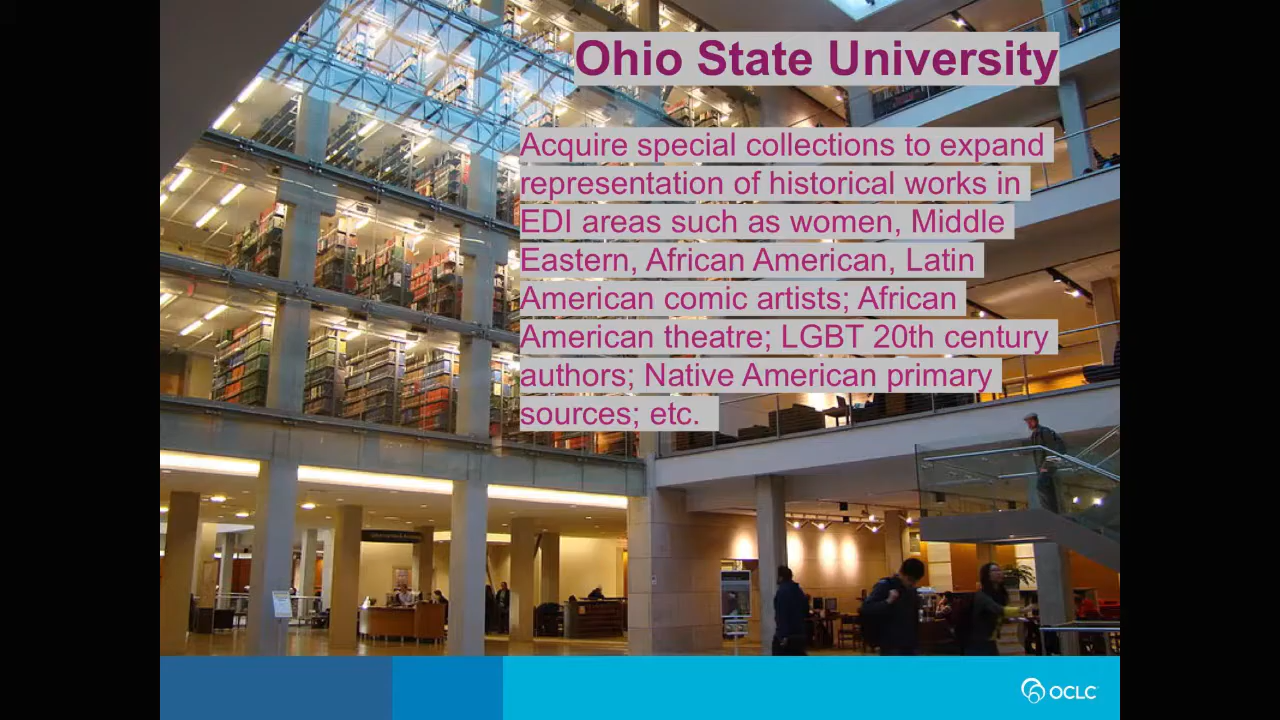 Ohio State University
Acquire special collections to expand
representation of historical works in
EDI areas such as women, Middle
Eastern, African American, Latin
American comic artists; African
American theatre; LGBT 20th century
authors; Native American primary
sources; etc.
OCLC